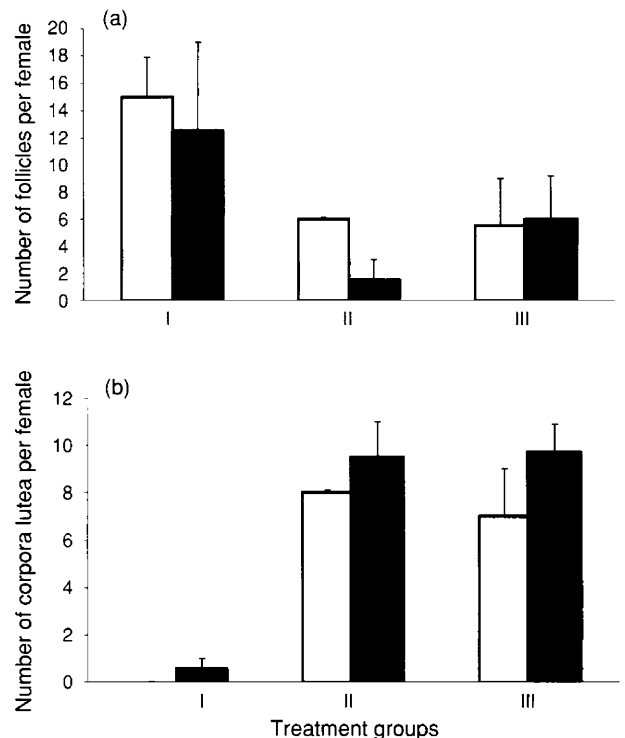 (a)
Number of follicles per female
20
18
16
14
12
10
8
6
4
2
0
I II III
(b)
Number of corpora lutea per female
12
10
8
6
4
2
0
I II III
Treatment groups